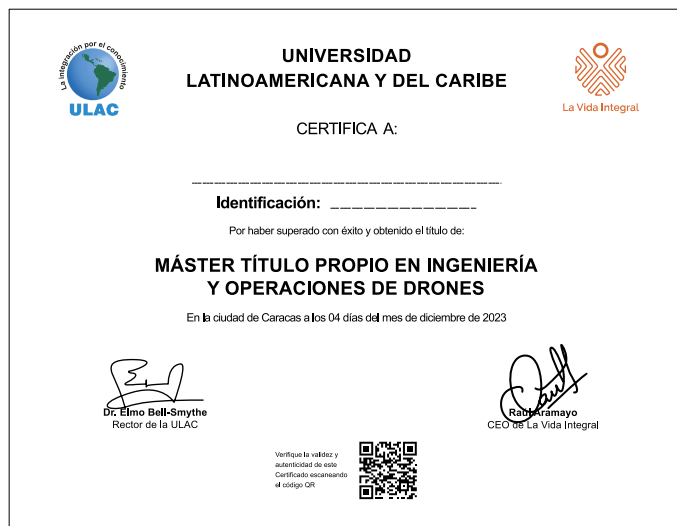 La integración por el conocimiento
ULAC
UNIVERSIDAD
LATINOAMERICANA Y DEL CARIBE
La Vida Integral
CERTIFICA A:
Identificación:
Por haber superado con éxito y obtenido el título de:
MÁSTER TÍTULO PROPIO EN INGENIERÍA
Y OPERACIONES DE DRONES
En la ciudad de Caracas a los 04 días del mes de diciembre de 2023
Dr. Elmo Bell-Smythe
Rector de la ULAC
Raúl Aramayo
CEO de La Vida Integral
Verifique la validez y
autenticidad de este
Certificado escaneando
el código QR